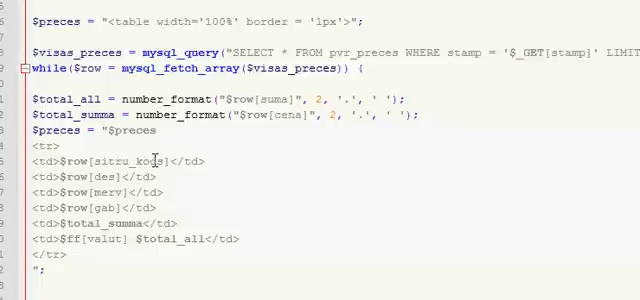 $preces = "<table width='100%' border = '1px'>";
$visas_preces = mysql_query("SELECT * FROM pvr_preces WHERE stamp = '$_GET[stamp]' LIMIT
while($row = mysql_fetch_array($visas_preces)) {
$total_all = number_format("$row[suma]", 2, '.', ' ');
$total_summa = number_format("$row[cena]", 2, '.', ' ');
$preces = "$preces
<tr>
<td>$row[sitru_kods]</td>
<td>$row[des]</td>
<td>$row[merv]</td>
<td>$row[gab]</td>
<td>$total_summa</td>
<td>$ff[valut] $total_all</td>
</tr>
";